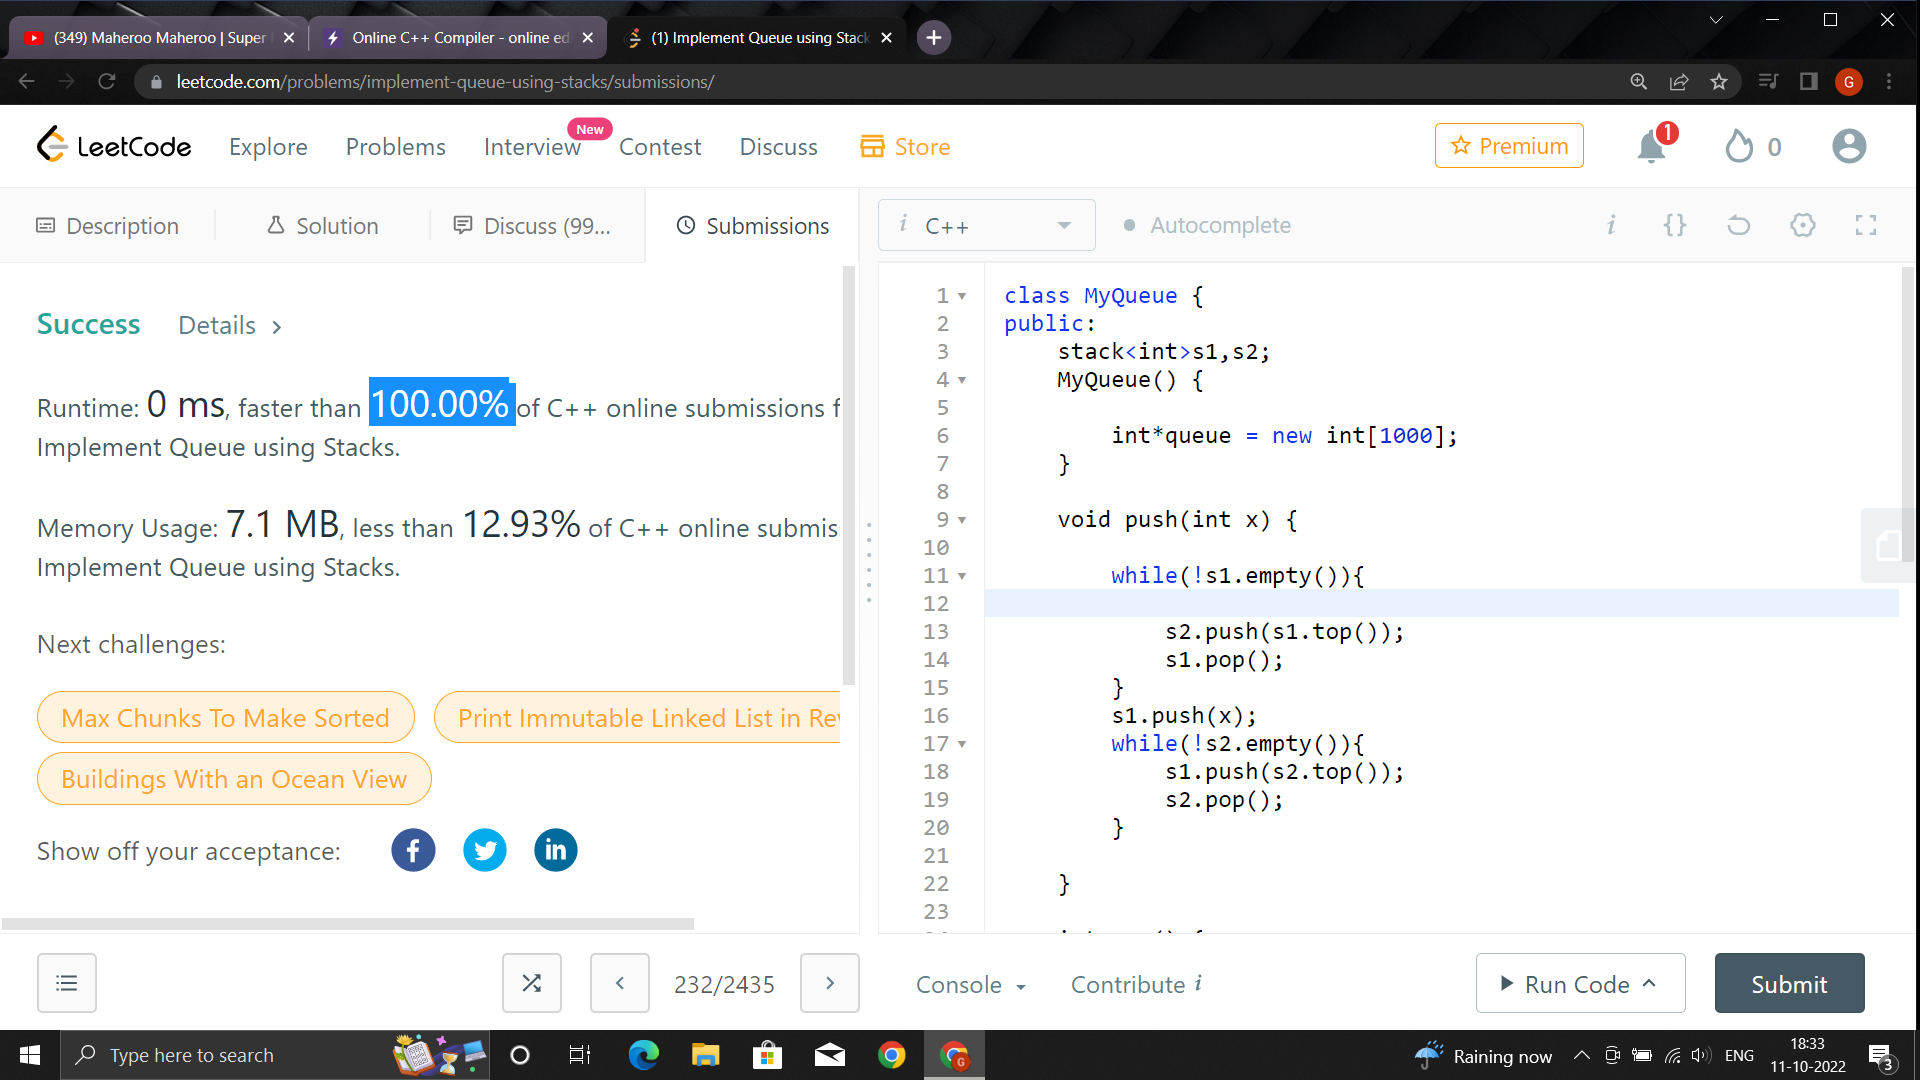 (349) Maheroo Maheroo | Super
Online C++ Compiler - online ed
(1) Implement Queue using Stack
leetcode.com/problems/implement-queue-using-stacks/submissions/
G
LeetCode
Explore
Problems
Interview
New
Contest
Discuss
Store
Premium
1
0
Description
Solution
Discuss (99...
Submissions
i C++
Autocomplete
i
{}
Success
Details >
Runtime: 0 ms, faster than 100.00% of C++ online submissions f
Implement Queue using Stacks.
Memory Usage: 7.1 MB, less than 12.93% of C++ online submis
Implement Queue using Stacks.
Next challenges:
Max Chunks To Make Sorted
Print Immutable Linked List in Rev
Buildings With an Ocean View
Show off your acceptance:
1 class MyQueue {
2 public:
3 stack<int>s1,s2;
4 MyQueue() {
5
6 int*queue = new int[1000];
7 }
8
9 void push(int x) {
10
11 while(!s1.empty()){
12
13 s2.push(s1.top());
14 s1.pop();
15 }
16 s1.push(x);
17 while(!s2.empty()){
18 s1.push(s2.top());
19 s2.pop();
20 }
21
22 }
23
232/2435
Console
Contribute i
Run Code
Submit
Type here to search
G
Raining now
ENG
18:33
11-10-2022
3